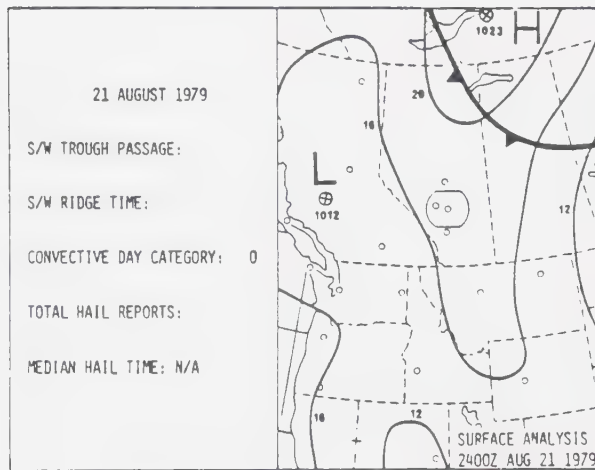 21 AUGUST 1979
S/W TROUGH PASSAGE:
S/W RIDGE TIME:
CONVECTIVE DAY CATEGORY: 0
TOTAL HAIL REPORTS:
MEDIAN HAIL TIME: N/A
1023 H
20
16
L
1012
12
16
12
SURFACE ANALYSIS
2400Z AUG 21 1979